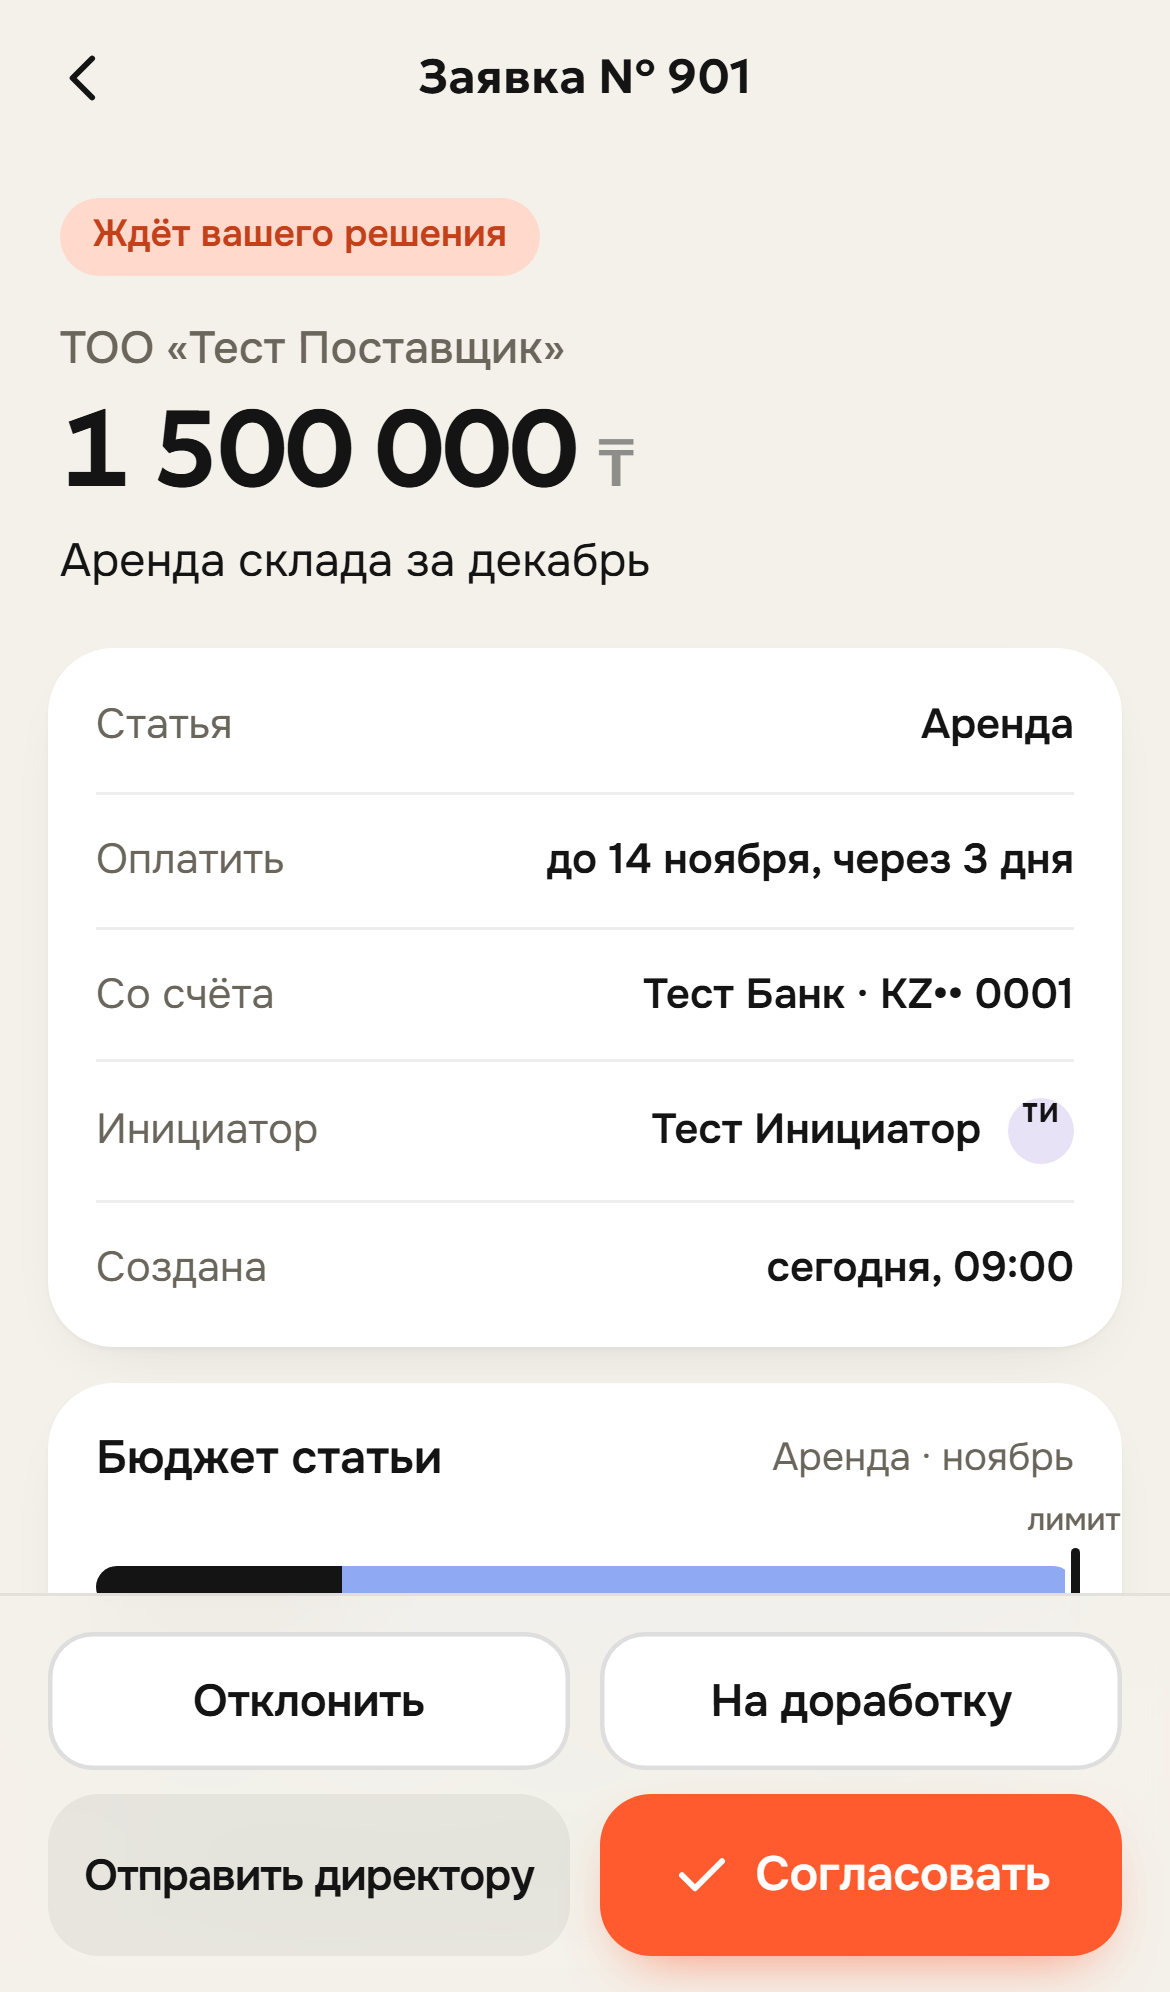 Заявка № 901
Ждёт вашего решения
ТОО «Тест Поставщик»
1 500 000 ₸
Аренда склада за декабрь
Статья Аренда
Оплатить до 14 ноября, через 3 дня
Со счёта Тест Банк · KZ•• 0001
Инициатор Тест Инициатор ТИ
Создана сегодня, 09:00
Бюджет статьи Аренда · ноябрь
лимит
Отклонить На доработку
Отправить директору Согласовать